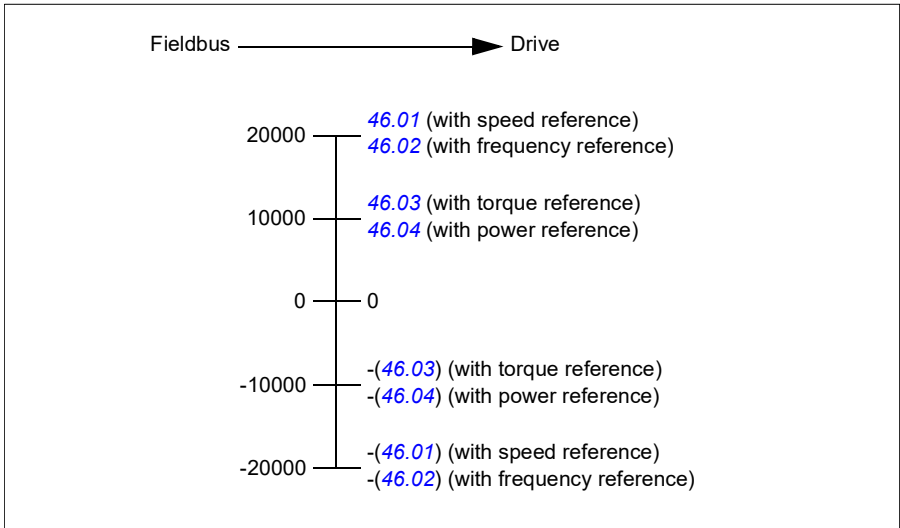 Fieldbus Drive
46.01 (with speed reference)
20000
46.02 (with frequency reference)
46.03 (with torque reference)
10000
46.04 (with power reference)
0 0
-(46.03) (with torque reference)
-10000
-(46.04) (with power reference)
-(46.01) (with speed reference)
-20000
-(46.02) (with frequency reference)